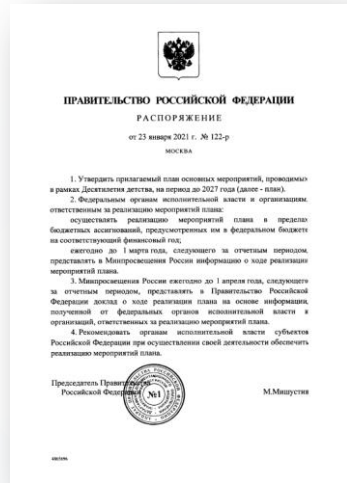 ПРАВИТЕЛЬСТВО РОССИЙСКОЙ ФЕДЕРАЦИИ
РАСПОРЯЖЕНИЕ
от 23 января 2021 г. № 122-р
МОСКВА
1. Утвердить прилагаемый план основных мероприятий, проводимы
в рамках Десятилетия детства, на период до 2027 года (далее - план).
2. Федеральным органам исполнительной власти и организациям,
ответственным за реализацию мероприятий плана:
осуществлять реализацию мероприятий плана в предела
бюджетных ассигнований, предусмотренных им в федеральном бюджете
на соответствующий финансовый год;
ежегодно до 1 марта года, следующего за отчетным периодом,
представлять в Минпросвещения России информацию о ходе реализации
мероприятий плана.
3. Минпросвещения России ежегодно до 1 апреля года, следующего
за отчетным периодом, представлять в Правительство Российской
Федерации доклад о ходе реализации плана на основе информации,
полученной от федеральных органов исполнительной власти и
организаций, ответственных за реализацию мероприятий плана.
4. Рекомендовать органам исполнительной власти субъектов
Российской Федерации при осуществлении своей деятельности обеспечить
реализацию мероприятий плана.
Председатель Правительства
Российской Федерации
М.Мишустин
№1